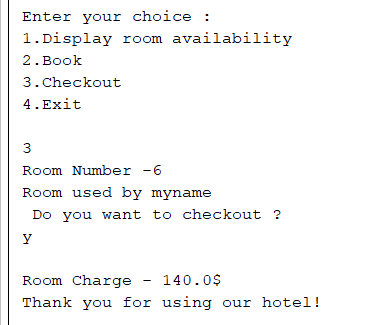 Enter your choice :
1.Display room availability
2.Book
3.Checkout
4.Exit
3
Room Number -6
Room used by myname
Do you want to checkout ?
y
Room Charge - 140.0$
Thank you for using our hotel!